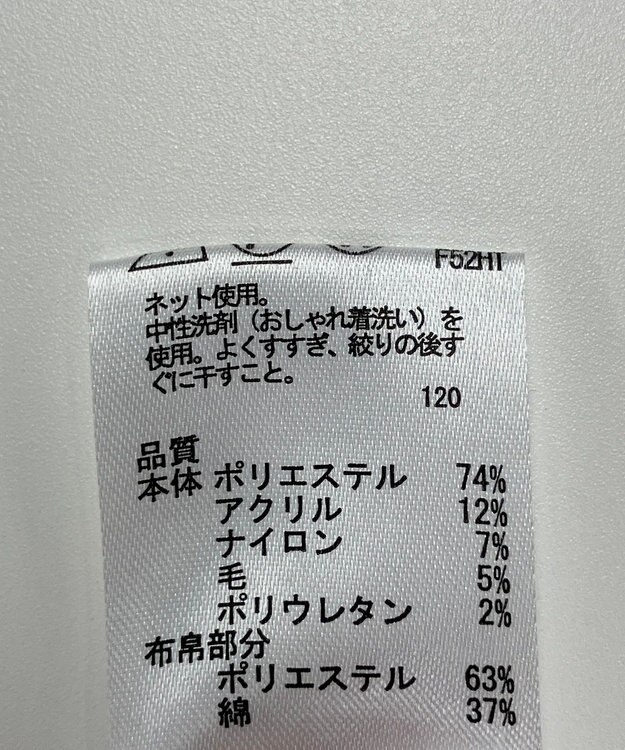 F52HT
ネット使用。
中性洗剤（おしゃれ着洗い）を
使用。よくすすぎ、絞りの後す
ぐに干すこと。
120
品質
本体 ポリエステル 74%
アクリル 12%
ナイロン 7%
毛 5%
ポリウレタン 2%
布帛部分
ポリエステル 63%
綿 37%